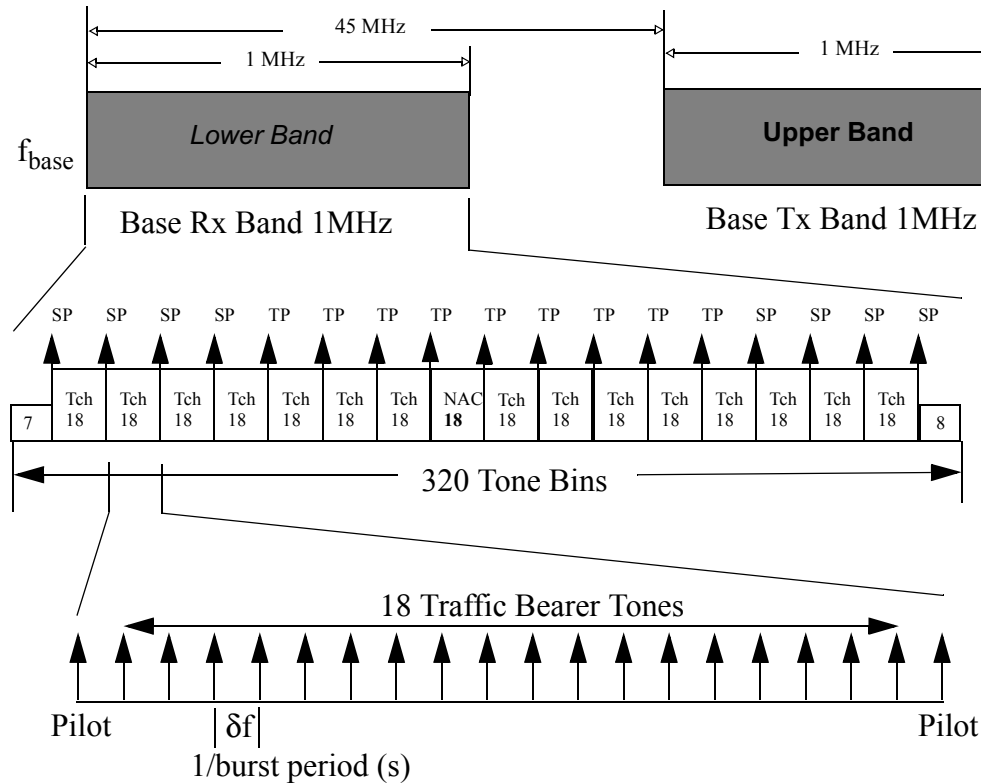 45 MHz
1 MHz
1 MHz
Lower Band
Upper Band
f_base
Base Rx Band 1MHz
Base Tx Band 1MHz
SP SP SP SP TP TP TP TP TP TP TP TP TP SP SP SP SP
Tch Tch Tch Tch Tch Tch Tch NAC Tch Tch Tch Tch Tch Tch Tch Tch
7 18 18 18 18 18 18 18 18 18 18 18 18 18 18 18 18 8
320 Tone Bins
18 Traffic Bearer Tones
Pilot
δf
Pilot
1/burst period (s)